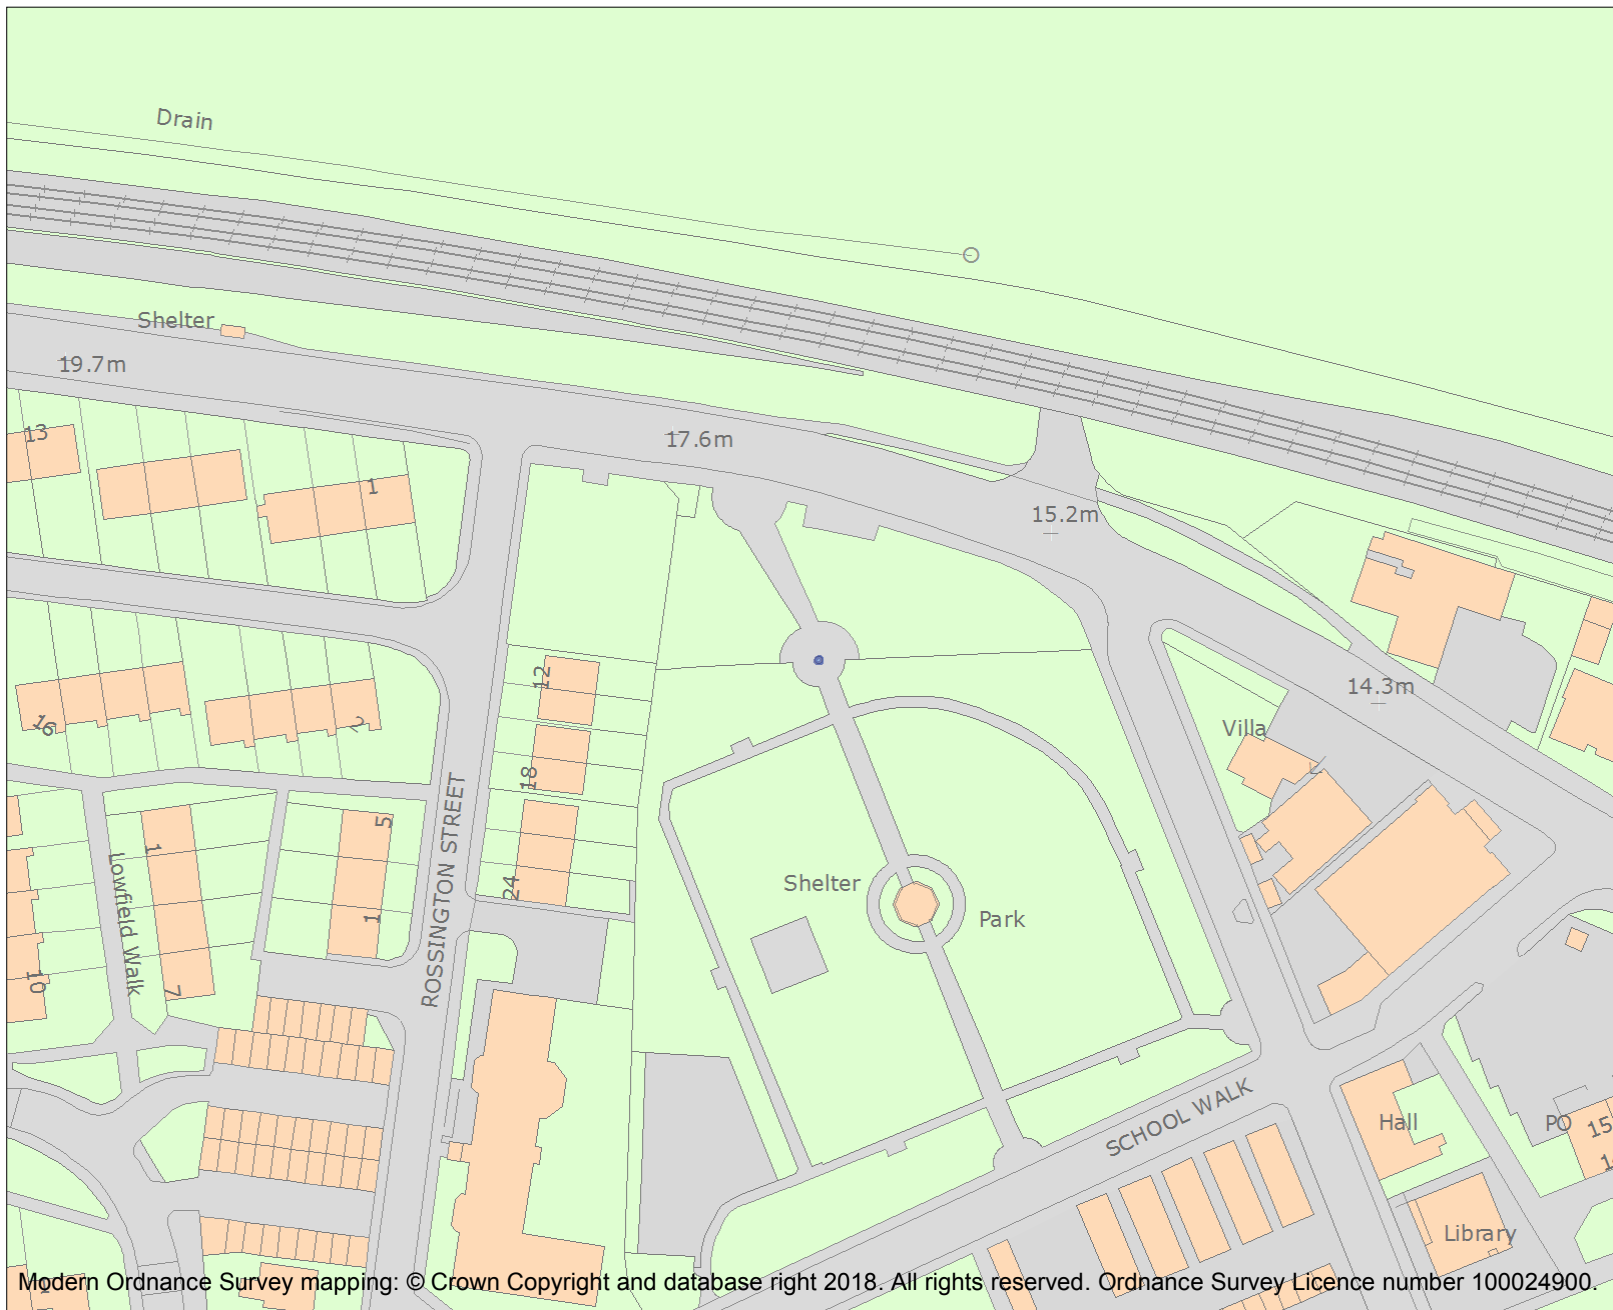 Drain
Shelter
19.7m
17.6m
13
1
15.2m
12
14.3m
16
2
Villa
18
5
1
Lowfield Walk
ROSSINGTON STREET
24
Shelter
Park
1
10
7
SCHOOL WALK
Hall
PO
15
Library
Modern Ordnance Survey mapping: © Crown Copyright and database right 2018. All rights reserved. Ordnance Survey Licence number 100024900.